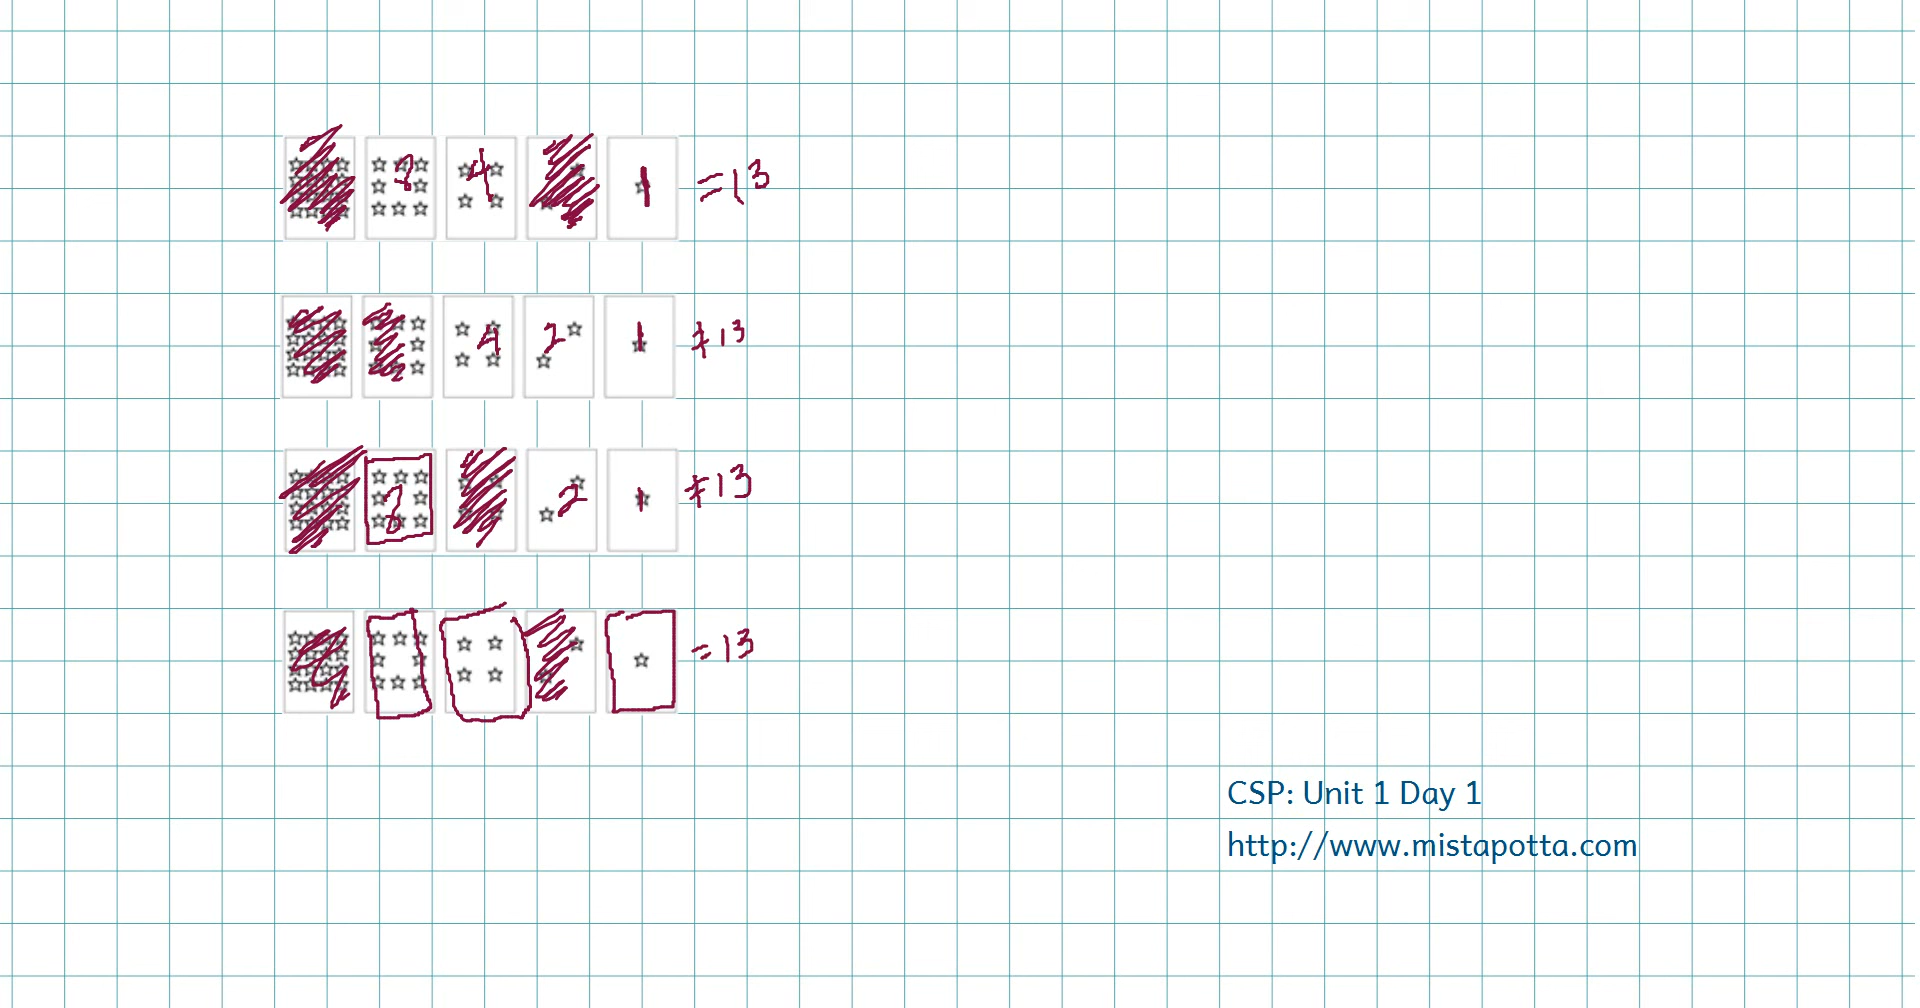 8 4 1 =13
4 2 1 ≠13
8 2 1 ≠13
=13
CSP: Unit 1 Day 1
http://www.mistapotta.com